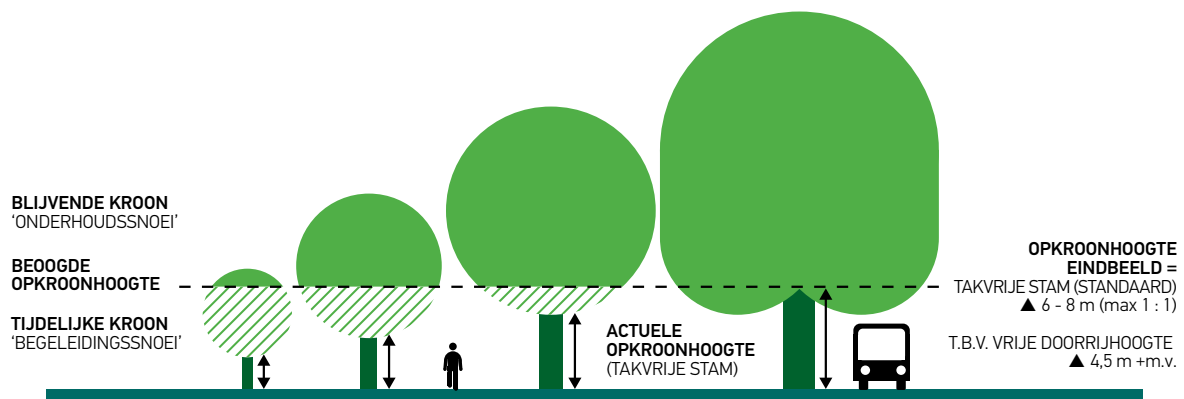 BLIJVENDE KROON
‘ONDERHOUDSSNOEI’
BEOOGDE
OPKROONHOOGTE
TIJDELIJKE KROON
‘BEGELEIDINGSSNOEI’
ACTUELE
OPKROONHOOGTE
(TAKVRIJE STAM)
OPKROONHOOGTE
EINDBEELD =
TAKVRIJE STAM (STANDAARD)
▲ 6 - 8 m (max 1 : 1)
T.B.V. VRIJE DOORRIJHOOGTE
▲ 4,5 m +m.v.